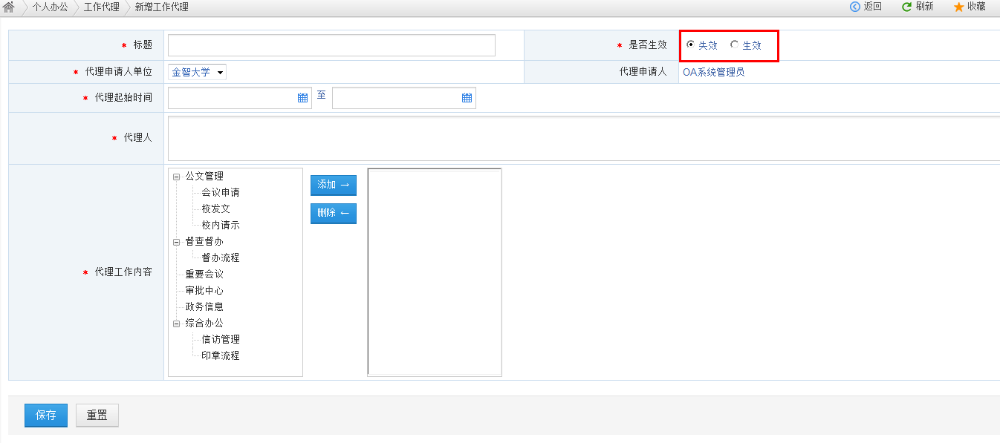 个人办公 工作代理 新增工作代理 返回 刷新 收藏
* 标题 * 是否生效 失效 生效
* 代理申请人单位 金智大学 代理申请人 OA系统管理员
* 代理起始时间 至
* 代理人
* 代理工作内容
公文管理
会议申请
校发文
校内请示
督查督办
督办流程
重要会议
审批中心
政务信息
综合办公
信访管理
印章流程
添加 →
删除 ←
保存 重置